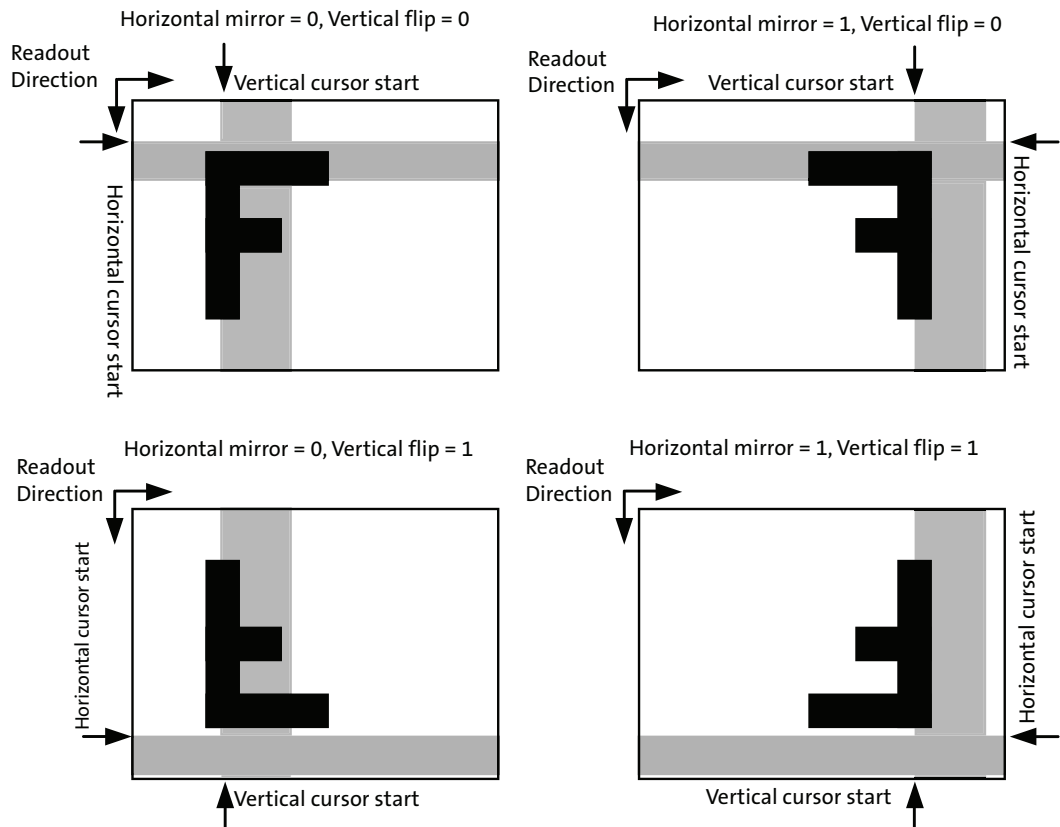 Horizontal mirror = 0, Vertical flip = 0
Readout
Direction
Vertical cursor start
Horizontal cursor start
Horizontal mirror = 1, Vertical flip = 0
Readout
Direction
Vertical cursor start
Horizontal cursor start
Horizontal mirror = 0, Vertical flip = 1
Readout
Direction
Horizontal cursor start
Vertical cursor start
Horizontal mirror = 1, Vertical flip = 1
Readout
Direction
Horizontal cursor start
Vertical cursor start